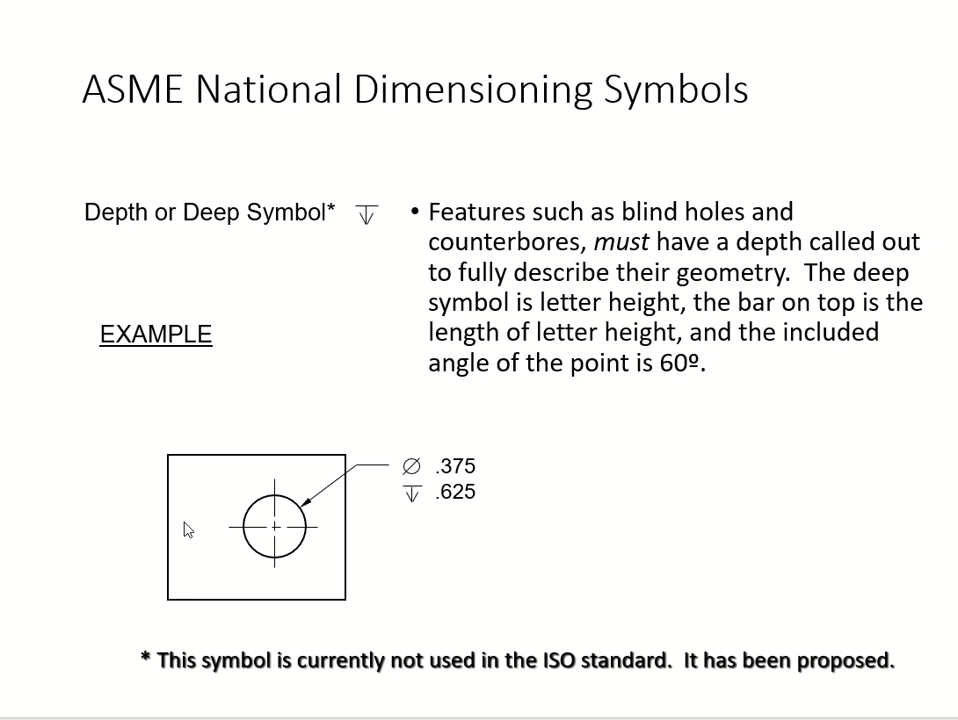 ASME National Dimensioning Symbols
Depth or Deep Symbol* ↧
• Features such as blind holes and
counterbores, must have a depth called out
to fully describe their geometry.  The deep
symbol is letter height, the bar on top is the
length of letter height, and the included
angle of the point is 60º.
EXAMPLE
∅ .375
↧ .625
* This symbol is currently not used in the ISO standard.  It has been proposed.